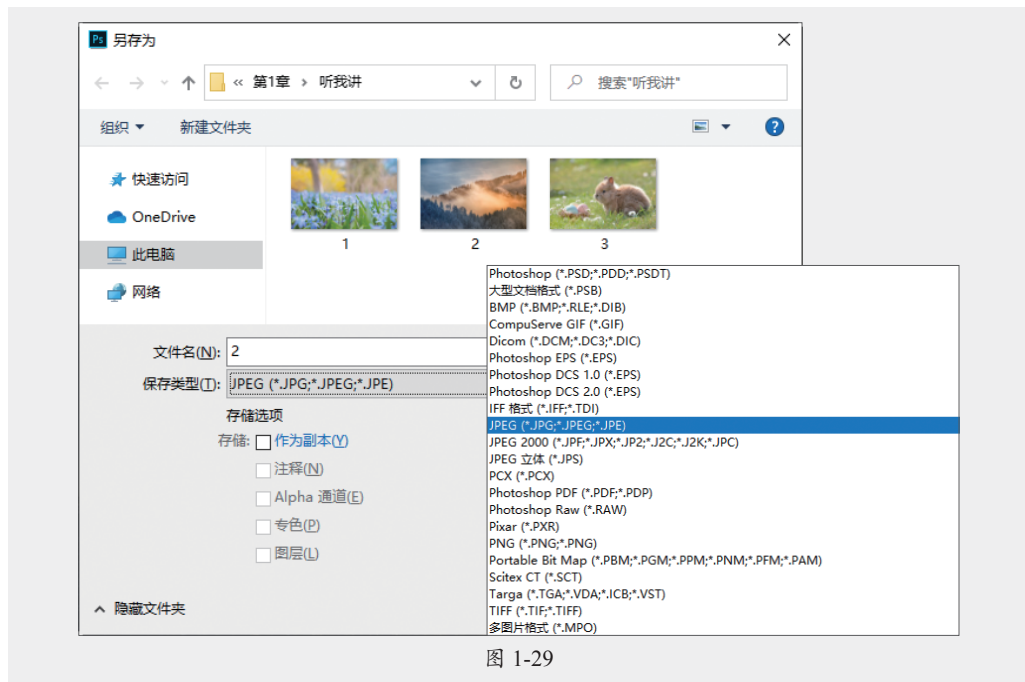 Ps 另存为
« 第1章 › 听我讲
搜索"听我讲"
组织 新建文件夹
?
快速访问
OneDrive
此电脑
网络
1 2 3
文件名(N): 2
保存类型(T): JPEG (*.JPG;*.JPEG;*.JPE)
存储选项
存储: 作为副本(Y)
注释(N)
Alpha 通道(E)
专色(P)
图层(L)
隐藏文件夹
Photoshop (*.PSD;*.PDD;*.PSDT)
大型文档格式 (*.PSB)
BMP (*.BMP;*.RLE;*.DIB)
CompuServe GIF (*.GIF)
Dicom (*.DCM;*.DC3;*.DIC)
Photoshop EPS (*.EPS)
Photoshop DCS 1.0 (*.EPS)
Photoshop DCS 2.0 (*.EPS)
IFF 格式 (*.IFF;*.TDI)
JPEG (*.JPG;*.JPEG;*.JPE)
JPEG 2000 (*.JPF;*.JPX;*.JP2;*.J2C;*.J2K;*.JPC)
JPEG 立体 (*.JPS)
PCX (*.PCX)
Photoshop PDF (*.PDF;*.PDP)
Photoshop Raw (*.RAW)
Pixar (*.PXR)
PNG (*.PNG;*.PNG)
Portable Bit Map (*.PBM;*.PGM;*.PPM;*.PNM;*.PFM;*.PAM)
Scitex CT (*.SCT)
Targa (*.TGA;*.VDA;*.ICB;*.VST)
TIFF (*.TIF;*.TIFF)
多图片格式 (*.MPO)
图 1-29